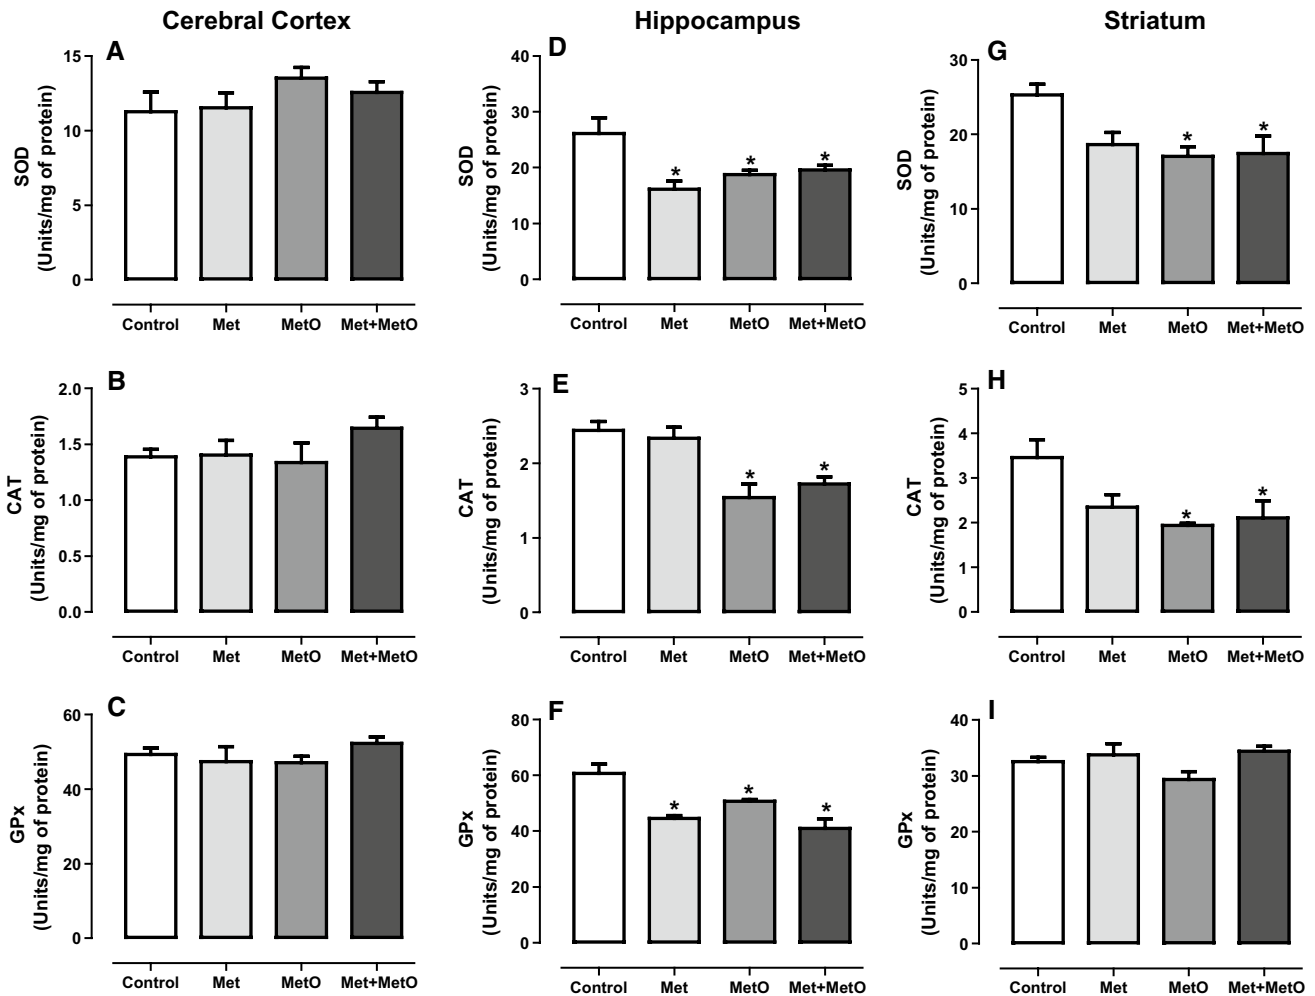 Cerebral Cortex
Hippocampus
Striatum
A
SOD
(Units/mg of protein)
15
10
5
0
Control Met MetO Met+MetO
D
SOD
(Units/mg of protein)
40
30
20
10
0
* * *
Control Met MetO Met+MetO
G
SOD
(Units/mg of protein)
30
20
10
0
* *
Control Met MetO Met+MetO
B
CAT
(Units/mg of protein)
2.0
1.5
1.0
0.5
0.0
Control Met MetO Met+MetO
E
CAT
(Units/mg of protein)
3
2
1
0
* *
Control Met MetO Met+MetO
H
CAT
(Units/mg of protein)
5
4
3
2
1
0
* *
Control Met MetO Met+MetO
C
GPx
(Units/mg of protein)
60
40
20
0
Control Met MetO Met+MetO
F
GPx
(Units/mg of protein)
80
60
40
20
0
* * *
Control Met MetO Met+MetO
I
GPx
(Units/mg of protein)
40
30
20
10
0
Control Met MetO Met+MetO